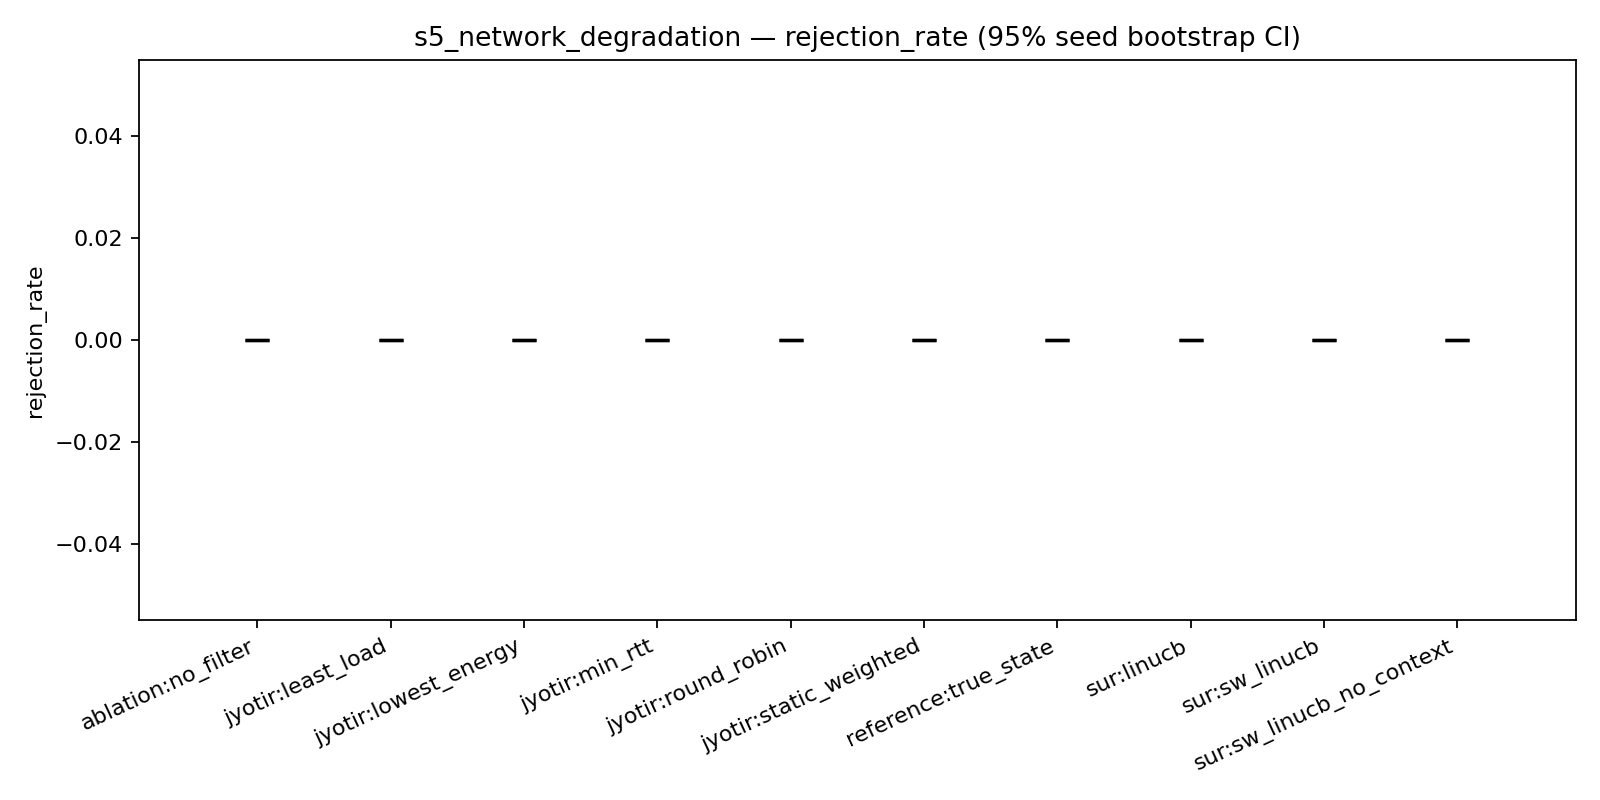 s5_network_degradation — rejection_rate (95% seed bootstrap CI)
rejection_rate
0.04
0.02
0.00
−0.02
−0.04
ablation:no_filter
jyotir:least_load
jyotir:lowest_energy
jyotir:min_rtt
jyotir:round_robin
jyotir:static_weighted
reference:true_state
sur:linucb
sur:sw_linucb
sur:sw_linucb_no_context